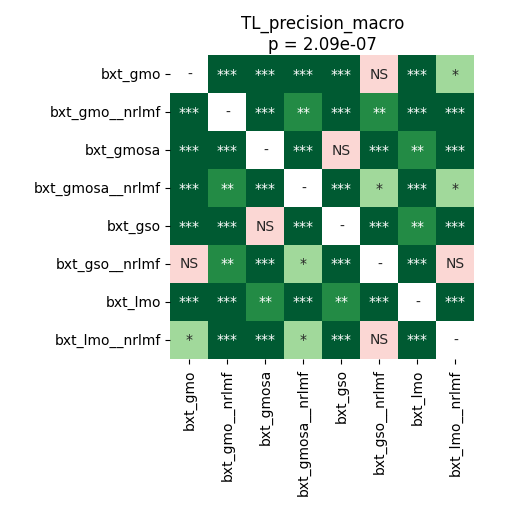 TL_precision_macro
p = 2.09e-07
bxt_gmo - *** *** *** *** NS *** *
bxt_gmo__nrlmf *** - *** ** *** ** *** ***
bxt_gmosa *** *** - *** NS *** ** ***
bxt_gmosa__nrlmf *** ** *** - *** * *** *
bxt_gso *** *** NS *** - *** ** ***
bxt_gso__nrlmf NS ** *** * *** - *** NS
bxt_lmo *** *** ** *** ** *** - ***
bxt_lmo__nrlmf * *** *** * *** NS *** -
bxt_gmo
bxt_gmo__nrlmf
bxt_gmosa
bxt_gmosa__nrlmf
bxt_gso
bxt_gso__nrlmf
bxt_lmo
bxt_lmo__nrlmf